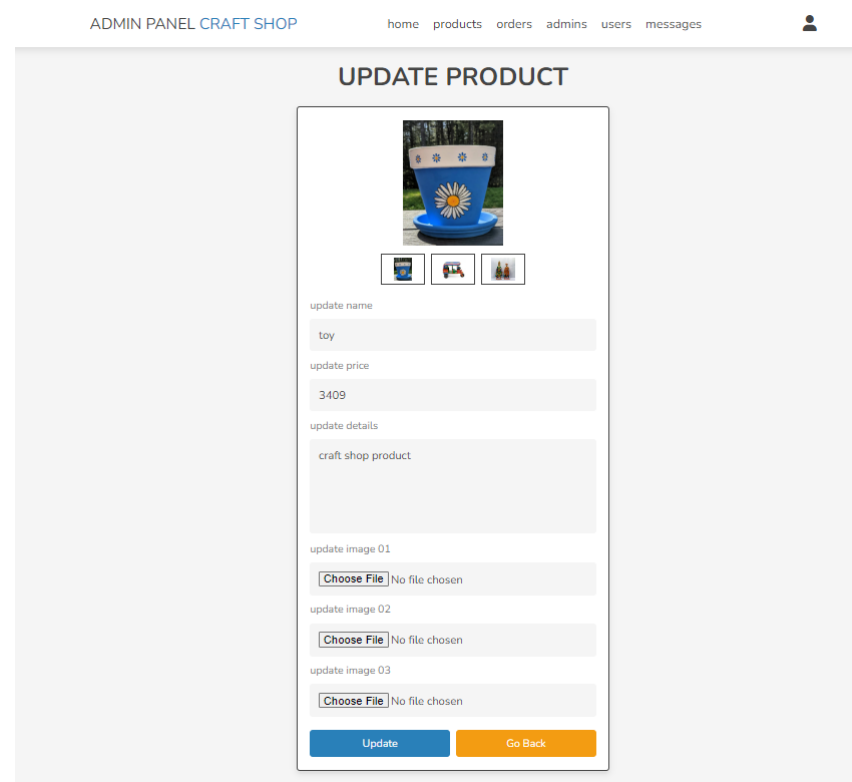 ADMIN PANEL CRAFT SHOP
home products orders admins users messages
UPDATE PRODUCT
update name
toy
update price
3409
update details
craft shop product
update image 01
Choose File No file chosen
update image 02
Choose File No file chosen
update image 03
Choose File No file chosen
Update
Go Back